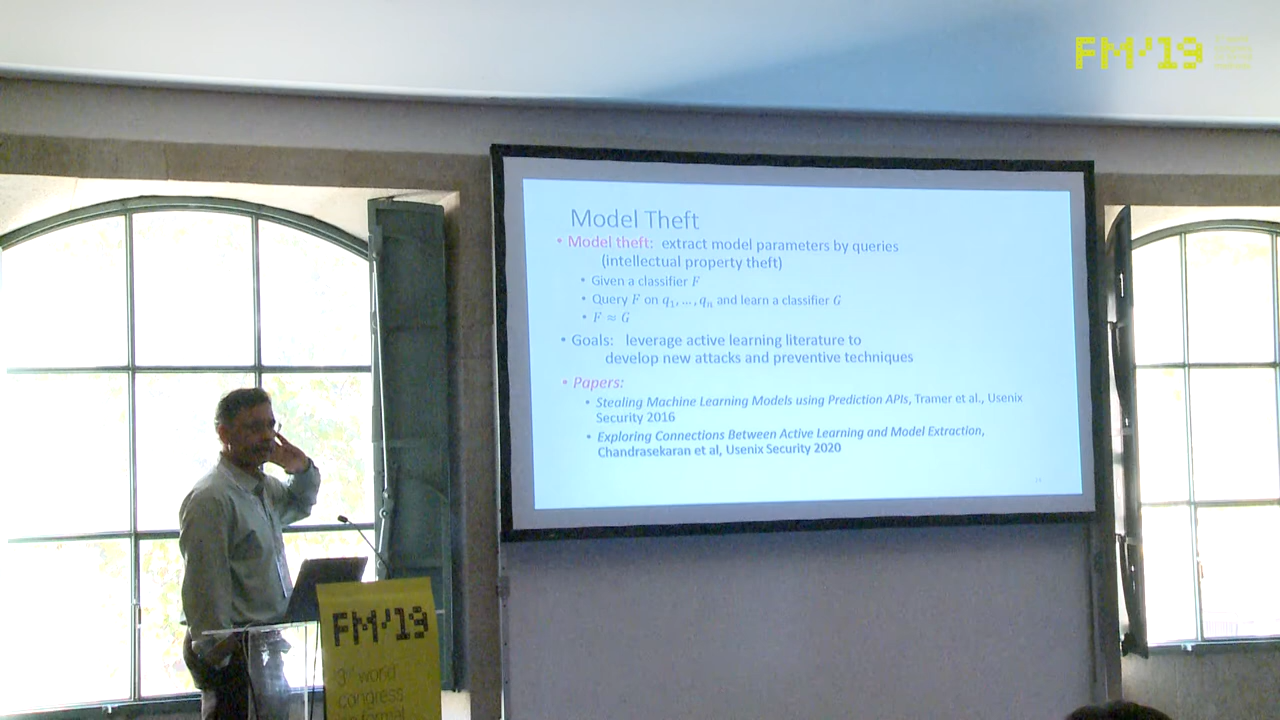 FM'19
Model Theft
• Model theft: extract model parameters by queries
(intellectual property theft)
• Given a classifier F
• Query F on q₁, ... , qₙ and learn a classifier G
• F ≈ G
• Goals: leverage active learning literature to
develop new attacks and preventive techniques
• Papers:
• Stealing Machine Learning Models using Prediction APIs, Tramer et al., Usenix
Security 2016
• Exploring Connections Between Active Learning and Model Extraction,
Chandrasekaran et al, Usenix Security 2020
FM'19
3rd world
congress